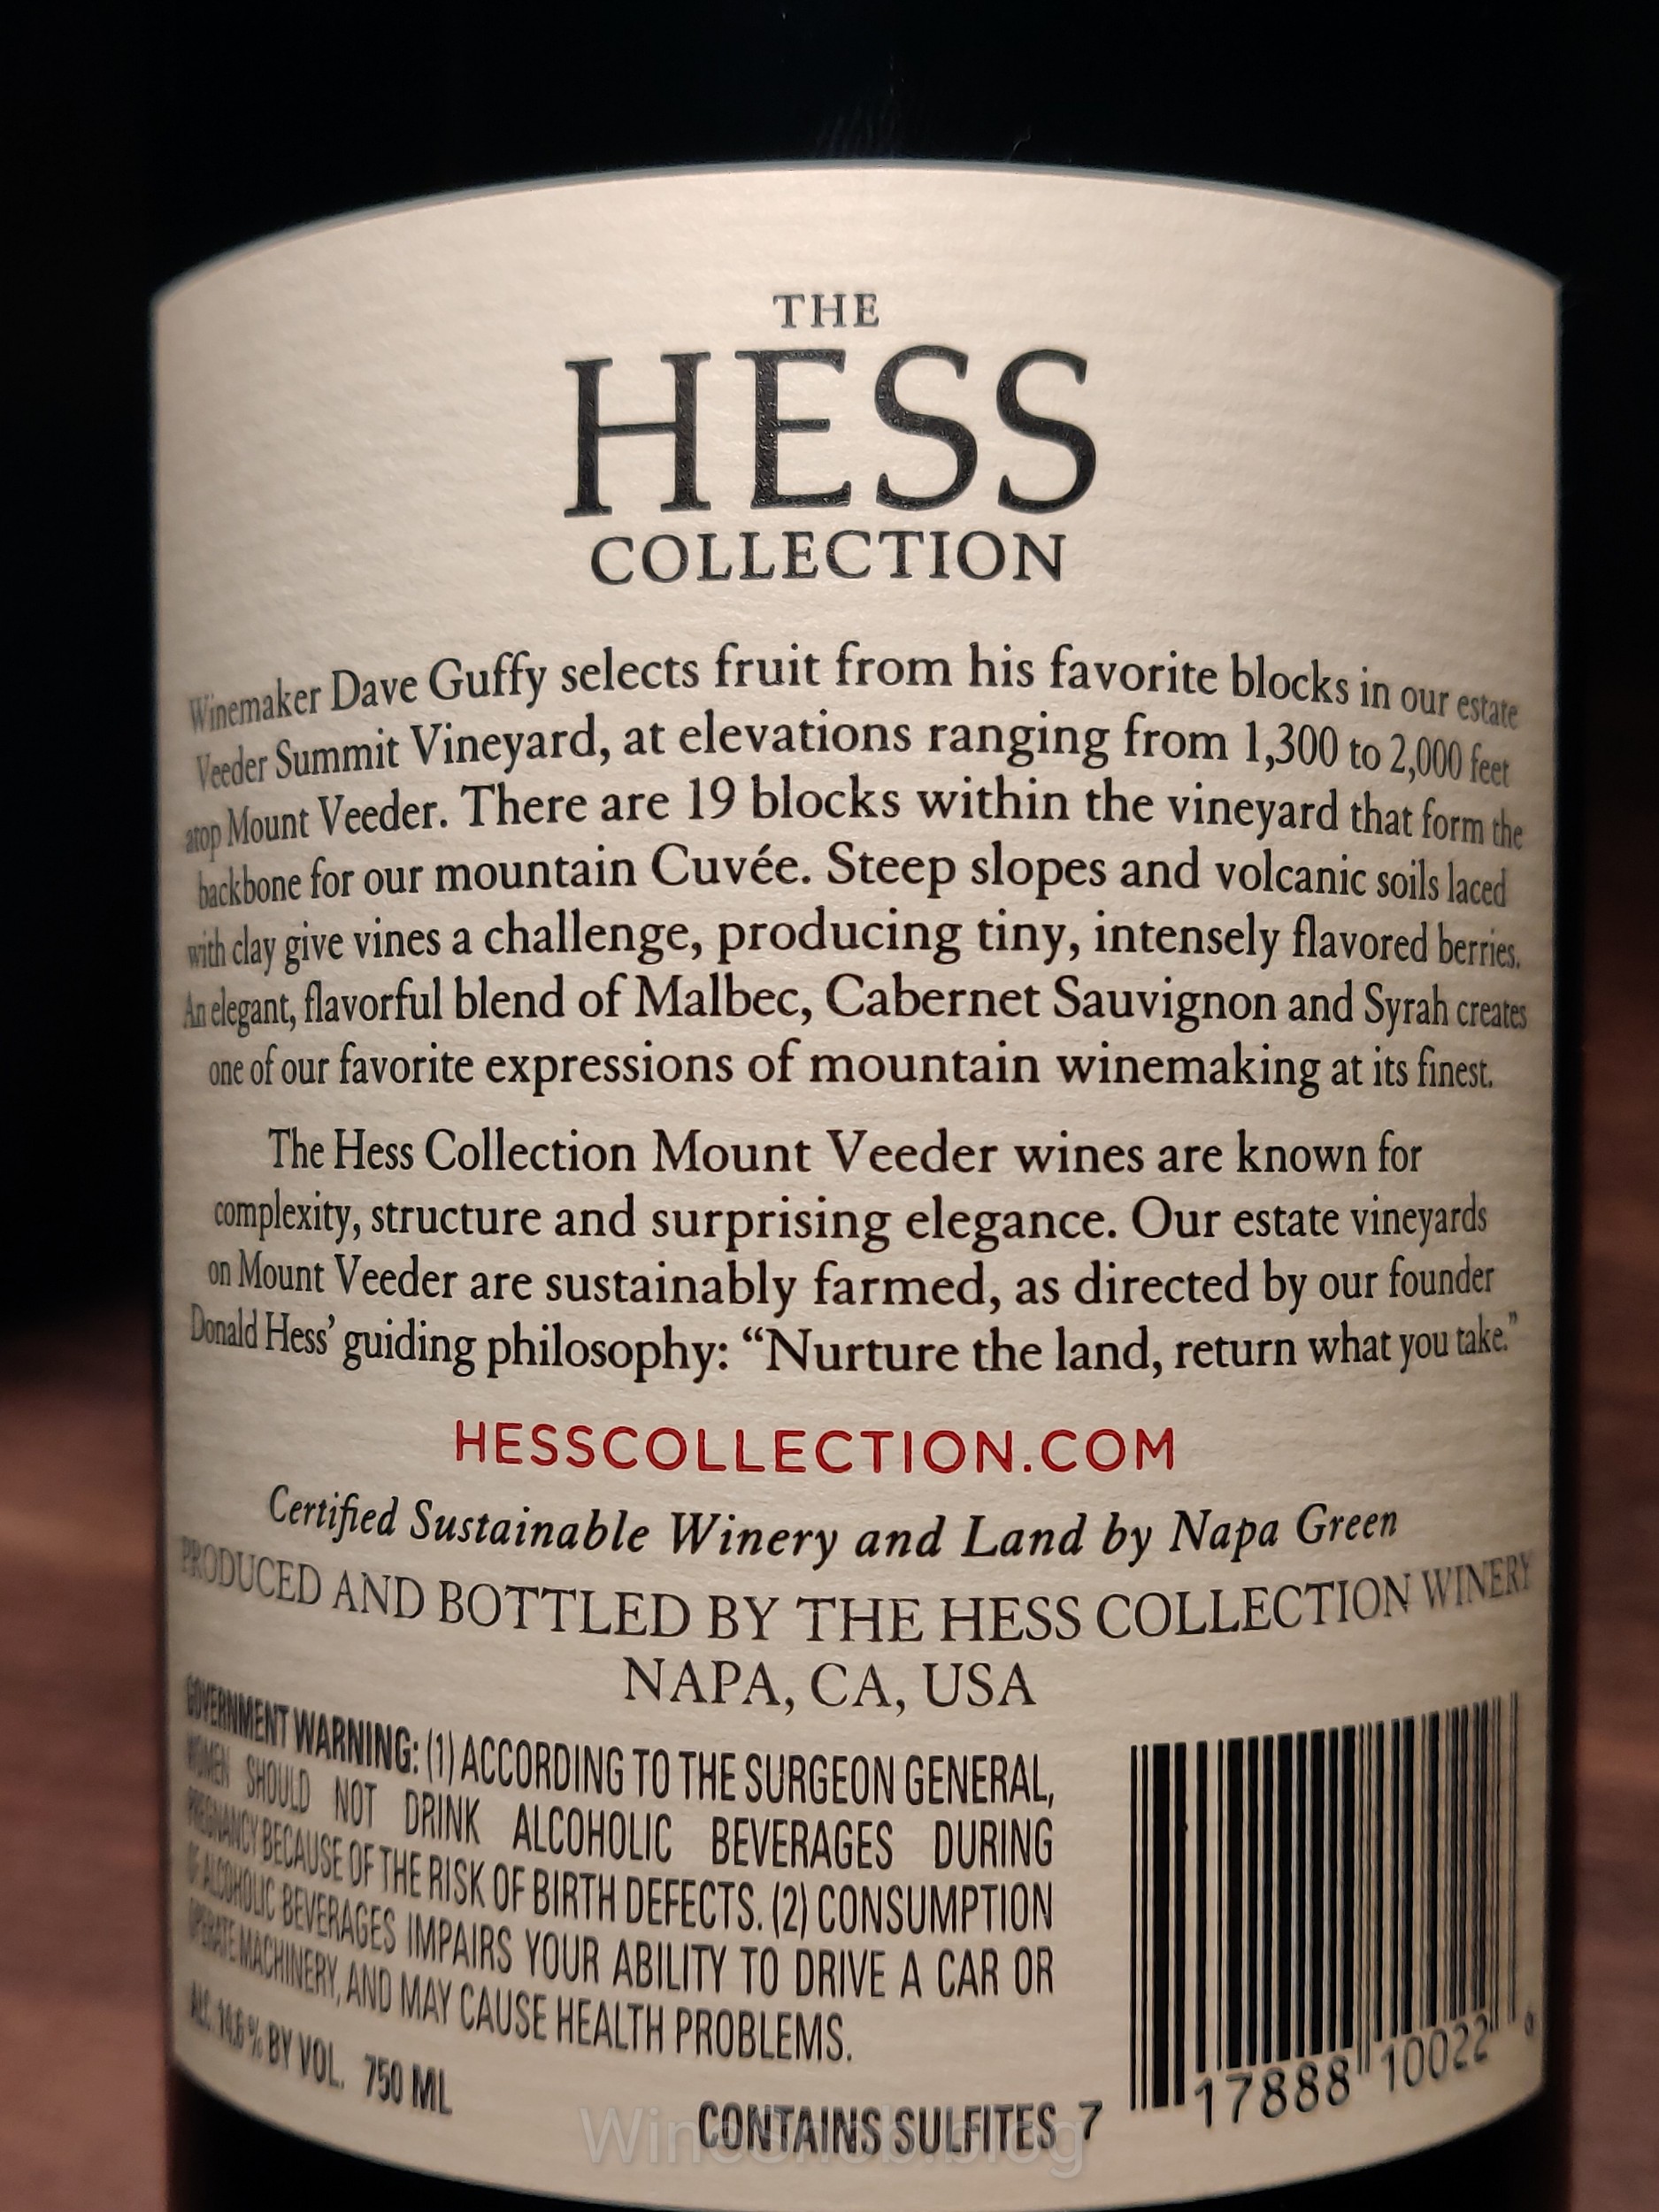 THE
HESS
COLLECTION
Winemaker Dave Guffy selects fruit from his favorite blocks in our estate
Veeder Summit Vineyard, at elevations ranging from 1,300 to 2,000 feet
atop Mount Veeder. There are 19 blocks within the vineyard that form the
backbone for our mountain Cuvée. Steep slopes and volcanic soils laced
with clay give vines a challenge, producing tiny, intensely flavored berries.
An elegant, flavorful blend of Malbec, Cabernet Sauvignon and Syrah creates
one of our favorite expressions of mountain winemaking at its finest.
The Hess Collection Mount Veeder wines are known for
complexity, structure and surprising elegance. Our estate vineyards
on Mount Veeder are sustainably farmed, as directed by our founder
Donald Hess' guiding philosophy: “Nurture the land, return what you take.”
HESSCOLLECTION.COM
Certified Sustainable Winery and Land by Napa Green
PRODUCED AND BOTTLED BY THE HESS COLLECTION WINERY
NAPA, CA, USA
GOVERNMENT WARNING: (1) ACCORDING TO THE SURGEON GENERAL,
WOMEN SHOULD NOT DRINK ALCOHOLIC BEVERAGES DURING
PREGNANCY BECAUSE OF THE RISK OF BIRTH DEFECTS. (2) CONSUMPTION
OF ALCOHOLIC BEVERAGES IMPAIRS YOUR ABILITY TO DRIVE A CAR OR
OPERATE MACHINERY, AND MAY CAUSE HEALTH PROBLEMS.
ALC. 14.6 % BY VOL. 750 ML
CONTAINS SULFITES
7 17888 10022 0
WineSnob.blog